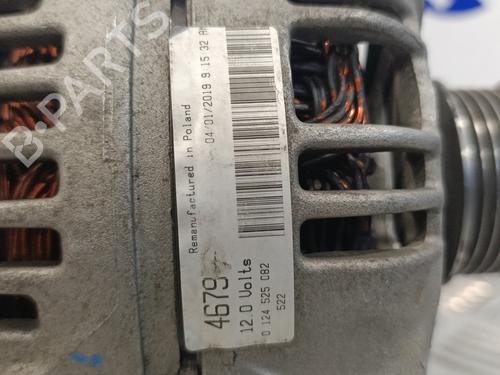 B-PARTS
Remanufactured in Poland
04/01/2019 9 15 32
4679
12.0 Volts
0 124 525 082
522